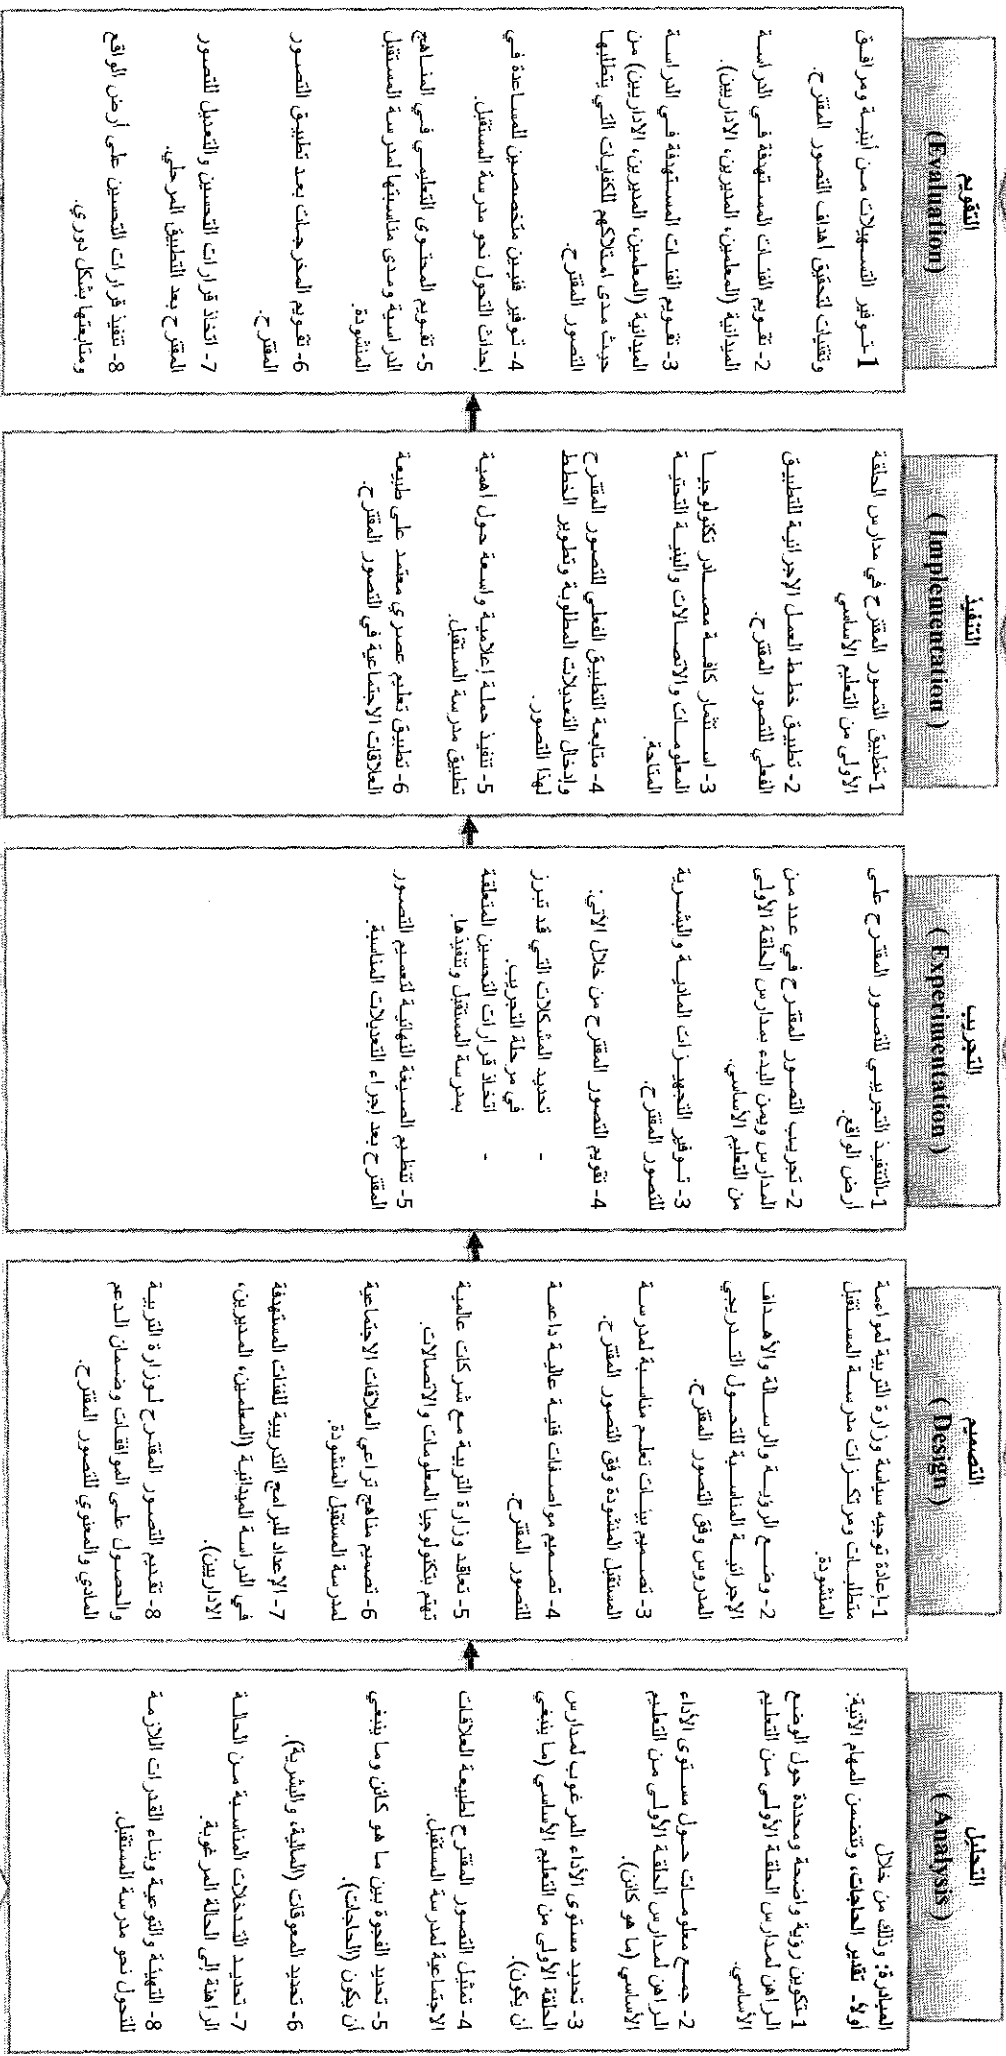 التحليل
( Analysis )
المبادرة: وذلك من خلال
أولاً- تقدير الحاجات، وتتضمن المهام الآتية:
1-تكوين رؤية واضحة ومحددة حول الوضع
الراهن لمدارس الحلقة الأولى من التعليم
الأساسي.
2- جمع معلومات حول مستوى الأداء
الراهن لمدارس الحلقة الأولى من التعليم
الأساسي (ما هو كائن).
3- تحديد مستوى الأداء المرغوب لمدارس
الحلقة الأولى من التعليم الأساسي (ما ينبغي
أن يكون).
4- تمثيل التصور المقترح لطبيعة العلاقات
الاجتماعية لمدرسة المستقبل.
5- تحديد الفجوة بين ما هو كائن وما ينبغي
أن يكون (الحاجات).
6- تحديد المعوقات (المالية، والبشرية).
7- تحديد التدخلات المناسبة من الحالة
الراهنة إلى الحالة المرغوبة.
8- التهيئة والتوعية وبناء القدرات اللازمة
للتحول نحو مدرسة المستقبل.
التصميم
( Design )
1-إعادة توجيه سياسة وزارة التربية لمواءمة
متطلبات ومرتكزات مدرسة المستقبل
المنشودة.
2- وضع الرؤية والرسالة والأهداف
الإجرائية المناسبة للتحول التدريجي
المدروس وفق التصور المقترح.
3- تصميم بيئات تعلم مناسبة لمدرسة
المستقبل المنشودة وفق التصور المقترح.
4- تصميم مواصفات فنية عالية داعمة
للتصور المقترح.
5- تعاقد وزارة التربية مع شركات عالمية
تهتم بتكنولوجيا المعلومات والاتصالات.
6- تصميم مناهج تراعي العلاقات الاجتماعية
لمدرسة المستقبل المنشودة.
7- الإعداد للبرامج التدريبية للفئات المستهدفة
في الدراسة الميدانية (المعلمين، المديرين،
الاداريين).
8- تقديم التصور المقترح لوزارة التربية
والحصول على الموافقات وضمان الدعم
المادي والمعنوي للتصور المقترح.
التجريب
( Experimentation )
1-التنفيذ التجريبي للتصور المقترح على
أرض الواقع.
2- تجريب التصور المقترح في عدد من
المدارس ويمن البدء بمدارس الحلقة الأولى
من التعليم الأساسي.
3- توفير التجهيزات المادية والبشرية
للتصور المقترح.
4- تقويم التصور المقترح من خلال الآتي:
- تحديد المشكلات التي قد تبرز
في مرحلة التجريب.
- اتخاذ قرارات التحسين المتعلقة
بمدرسة المستقبل وتنفيذها.
5- تنظيم الصيغة النهائية لتعميم التصور
المقترح بعد إجراء التعديلات المناسبة.
التنفيذ
( Implementation )
1-تطبيق التصور المقترح في مدارس الحلقة
الأولى من التعليم الأساسي
2- تطبيق خطط العمل الإجرائية للتطبيق
الفعلي للتصور المقترح.
3- استثمار كافة مصادر تكنولوجيا
المعلومات والاتصالات والبنية التحتية
المتاحة.
4- متابعة التطبيق الفعلي للتصور المقترح
وإدخال التعديلات المطلوبة وتطوير الخطط
لهذا التصور.
5- تنفيذ حملة إعلامية واسعة حول أهمية
تطبيق مدرسة المستقبل.
6- تطبيق تعليم عصري معتمد على طبيعة
العلاقات الاجتماعية في التصور المقترح.
التقويم
(Evaluation)
1-توفير التسهيلات من أبنية ومرافق
وتقنيات لتحقيق اهداف التصور المقترح.
2- تقويم الفئات المستهدفة في الدراسة
الميدانية (المعلمين، المديرين، الاداريين).
3- تقويم الفئات المستهدفة في الدراسة
الميدانية (المعلمين، المديرين، الاداريين) من
حيث مدى امتلاكهم للكفايات التي يتطلبها
التصور المقترح.
4- توفير فنيين متخصصين للمساعدة في
إحداث التحول نحو مدرسة المستقبل.
5- تقويم المحتوى التعليمي في المناهج
الدراسية ومدى مناسبتها لمدرسة المستقبل
المنشودة.
6- تقويم المخرجات بعد تطبيق التصور
المقترح.
7- اتخاذ قرارات التحسين والتعديل للتصور
المقترح بعد التطبيق المرحلي.
8- تنفيذ قرارات التحسين على أرض الواقع
ومتابعتها بشكل دوري.